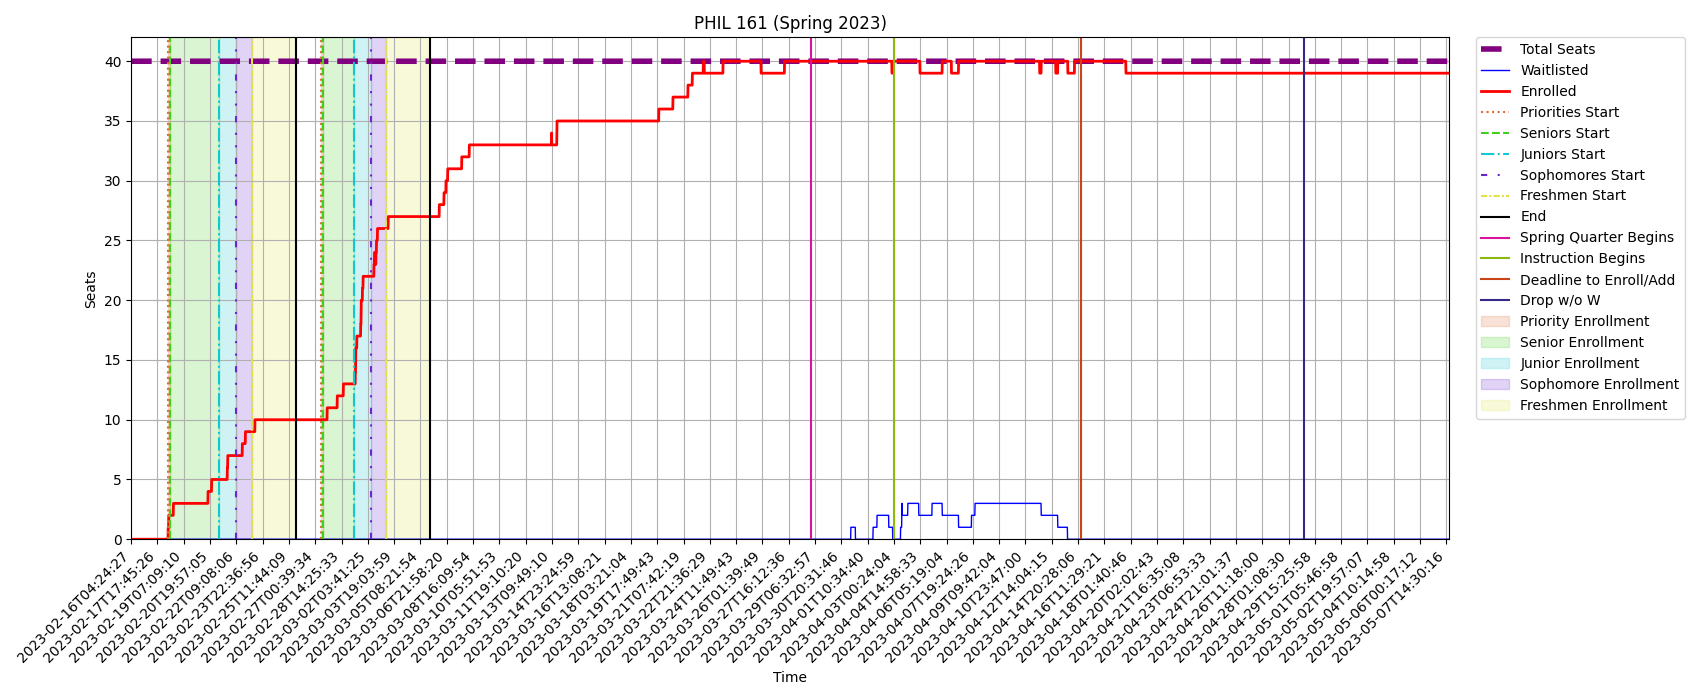 PHIL 161 (Spring 2023)
Seats
40
35
30
25
20
15
10
5
0
2023-02-16T04:24:27
2023-02-17T17:45:26
2023-02-19T07:09:10
2023-02-20T19:57:05
2023-02-22T09:08:06
2023-02-23T22:36:56
2023-02-25T11:44:09
2023-02-27T00:39:34
2023-02-28T14:25:33
2023-03-02T03:41:25
2023-03-03T19:03:59
2023-03-05T08:21:54
2023-03-06T21:58:20
2023-03-08T16:09:54
2023-03-10T05:51:53
2023-03-11T19:10:20
2023-03-13T09:49:10
2023-03-14T23:24:59
2023-03-16T13:08:21
2023-03-18T03:21:04
2023-03-19T17:49:43
2023-03-21T07:42:19
2023-03-22T21:36:29
2023-03-24T11:49:43
2023-03-26T01:39:49
2023-03-27T16:12:36
2023-03-29T06:32:57
2023-03-30T20:31:46
2023-04-01T10:34:40
2023-04-03T00:24:04
2023-04-04T14:58:33
2023-04-06T05:19:04
2023-04-07T19:24:26
2023-04-09T09:42:04
2023-04-10T23:47:00
2023-04-12T14:04:15
2023-04-14T20:28:06
2023-04-16T11:29:21
2023-04-18T01:40:46
2023-04-20T02:02:43
2023-04-21T16:35:08
2023-04-23T06:53:33
2023-04-24T21:01:37
2023-04-26T11:18:00
2023-04-28T01:08:30
2023-04-29T15:25:58
2023-05-01T05:46:58
2023-05-02T19:57:07
2023-05-04T10:14:58
2023-05-06T00:17:12
2023-05-07T14:30:16
Time
Total Seats
Waitlisted
Enrolled
Priorities Start
Seniors Start
Juniors Start
Sophomores Start
Freshmen Start
End
Spring Quarter Begins
Instruction Begins
Deadline to Enroll/Add
Drop w/o W
Priority Enrollment
Senior Enrollment
Junior Enrollment
Sophomore Enrollment
Freshmen Enrollment